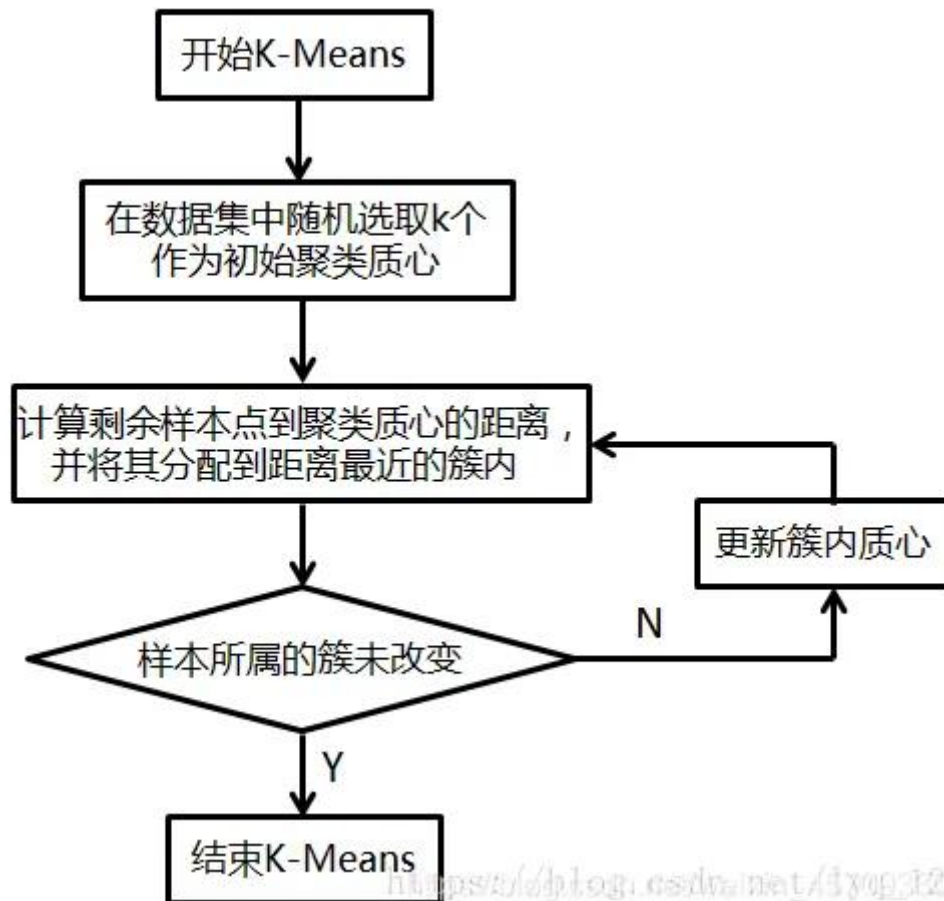 开始K-Means
在数据集中随机选取k个
作为初始聚类质心
计算剩余样本点到聚类质心的距离，
并将其分配到距离最近的簇内
更新簇内质心
N
样本所属的簇未改变
Y
结束K-Means